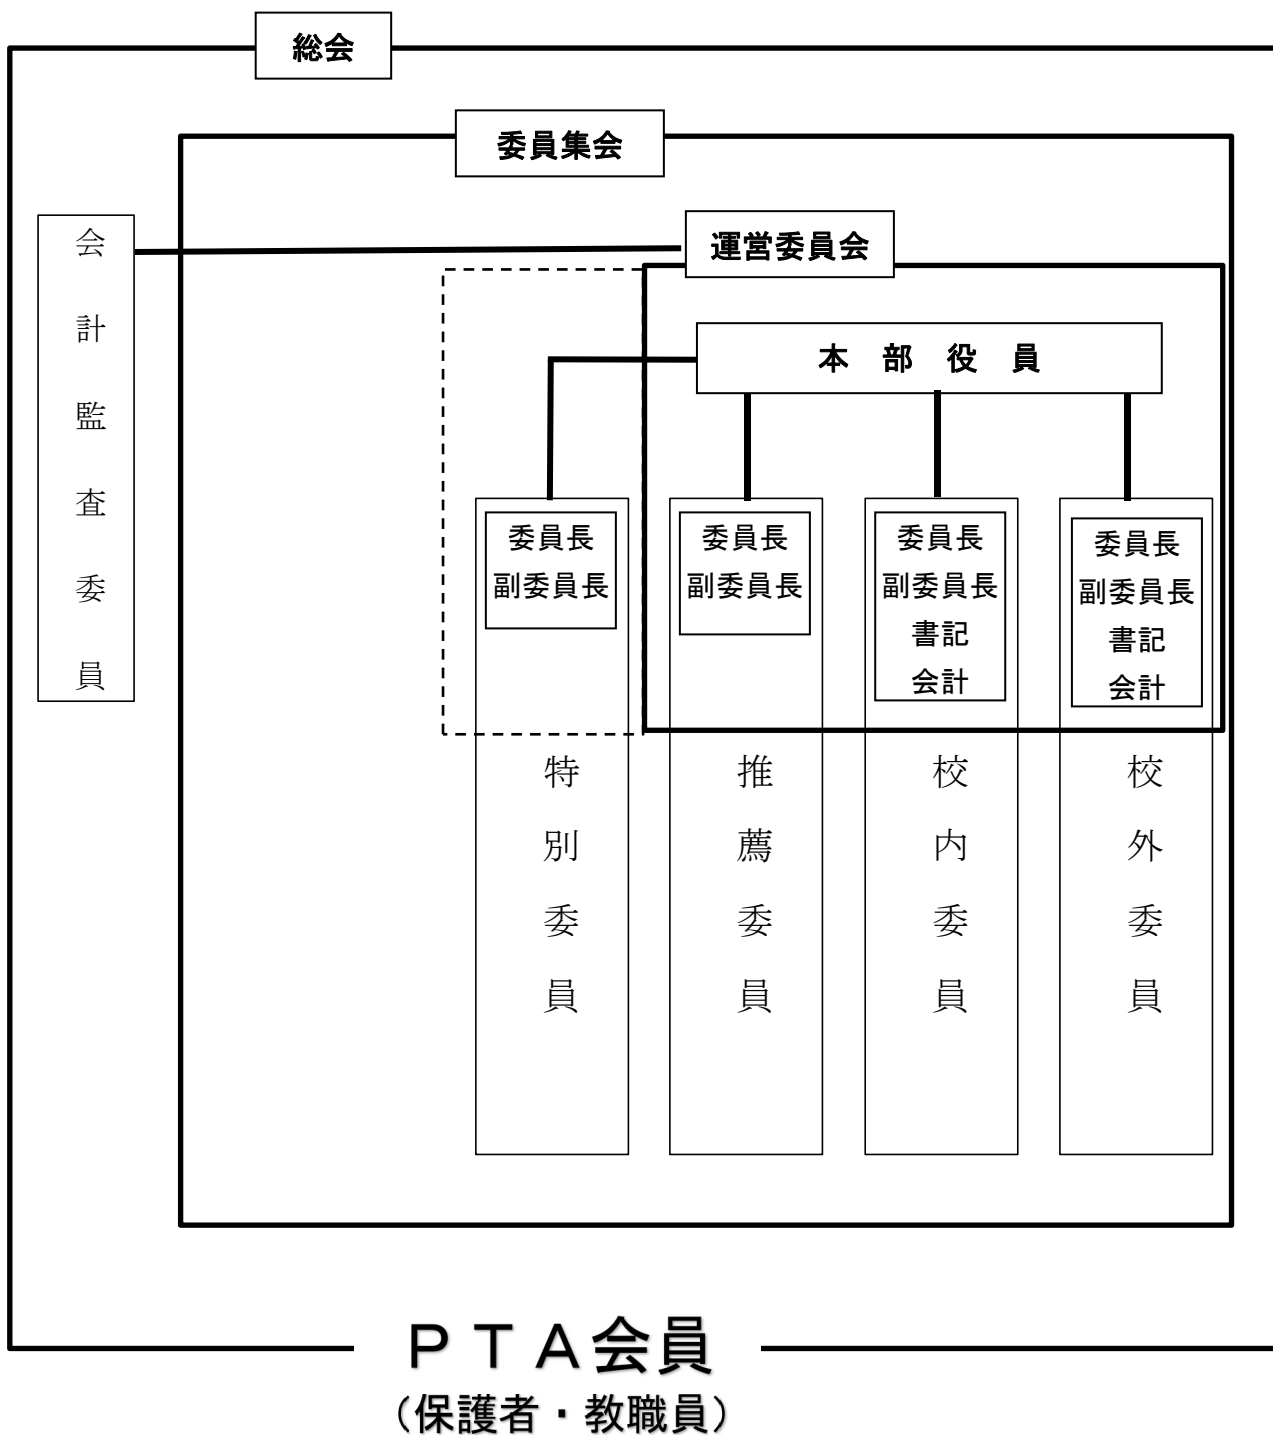 総会
委員集会
運営委員会
会計監査委員
本部役員
委員長
副委員長
特別委員
委員長
副委員長
推薦委員
委員長
副委員長
書記
会計
校内委員
委員長
副委員長
書記
会計
校外委員
ＰＴＡ会員
（保護者・教職員）